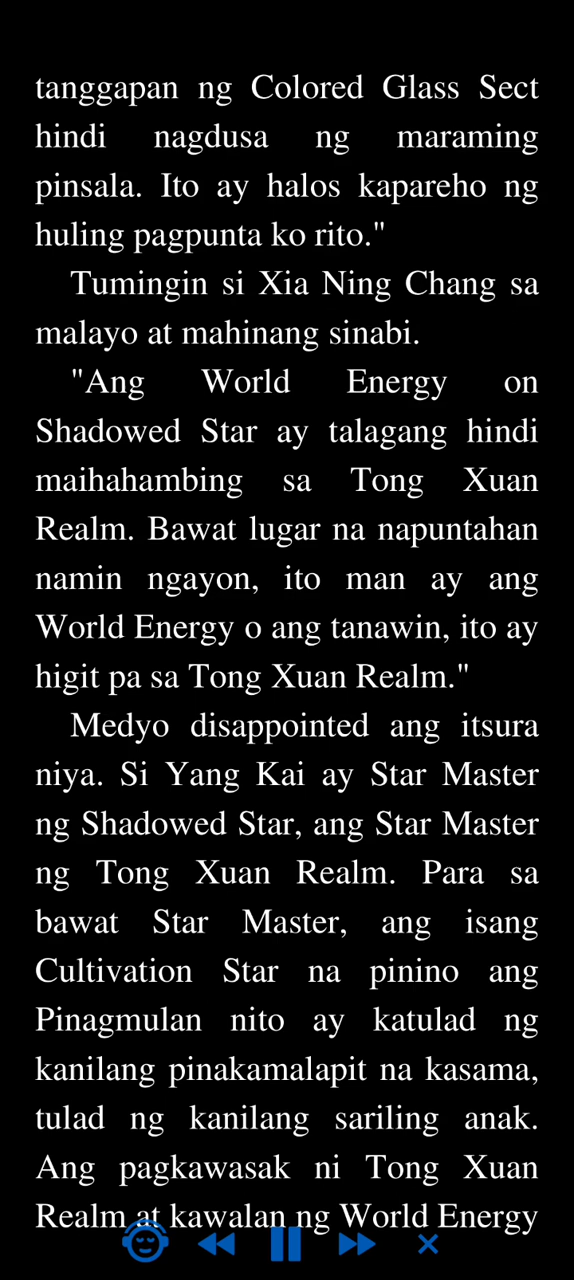 tanggapan ng Colored Glass Sect
hindi nagdusa ng maraming
pinsala. Ito ay halos kapareho ng
huling pagpunta ko rito."
Tumingin si Xia Ning Chang sa
malayo at mahinang sinabi.
"Ang World Energy on
Shadowed Star ay talagang hindi
maihahambing sa Tong Xuan
Realm. Bawat lugar na napuntahan
namin ngayon, ito man ay ang
World Energy o ang tanawin, ito ay
higit pa sa Tong Xuan Realm."
Medyo disappointed ang itsura
niya. Si Yang Kai ay Star Master
ng Shadowed Star, ang Star Master
ng Tong Xuan Realm. Para sa
bawat Star Master, ang isang
Cultivation Star na pinino ang
Pinagmulan nito ay katulad ng
kanilang pinakamalapit na kasama,
tulad ng kanilang sariling anak.
Ang pagkawasak ni Tong Xuan
Realm at kawalan ng World Energy